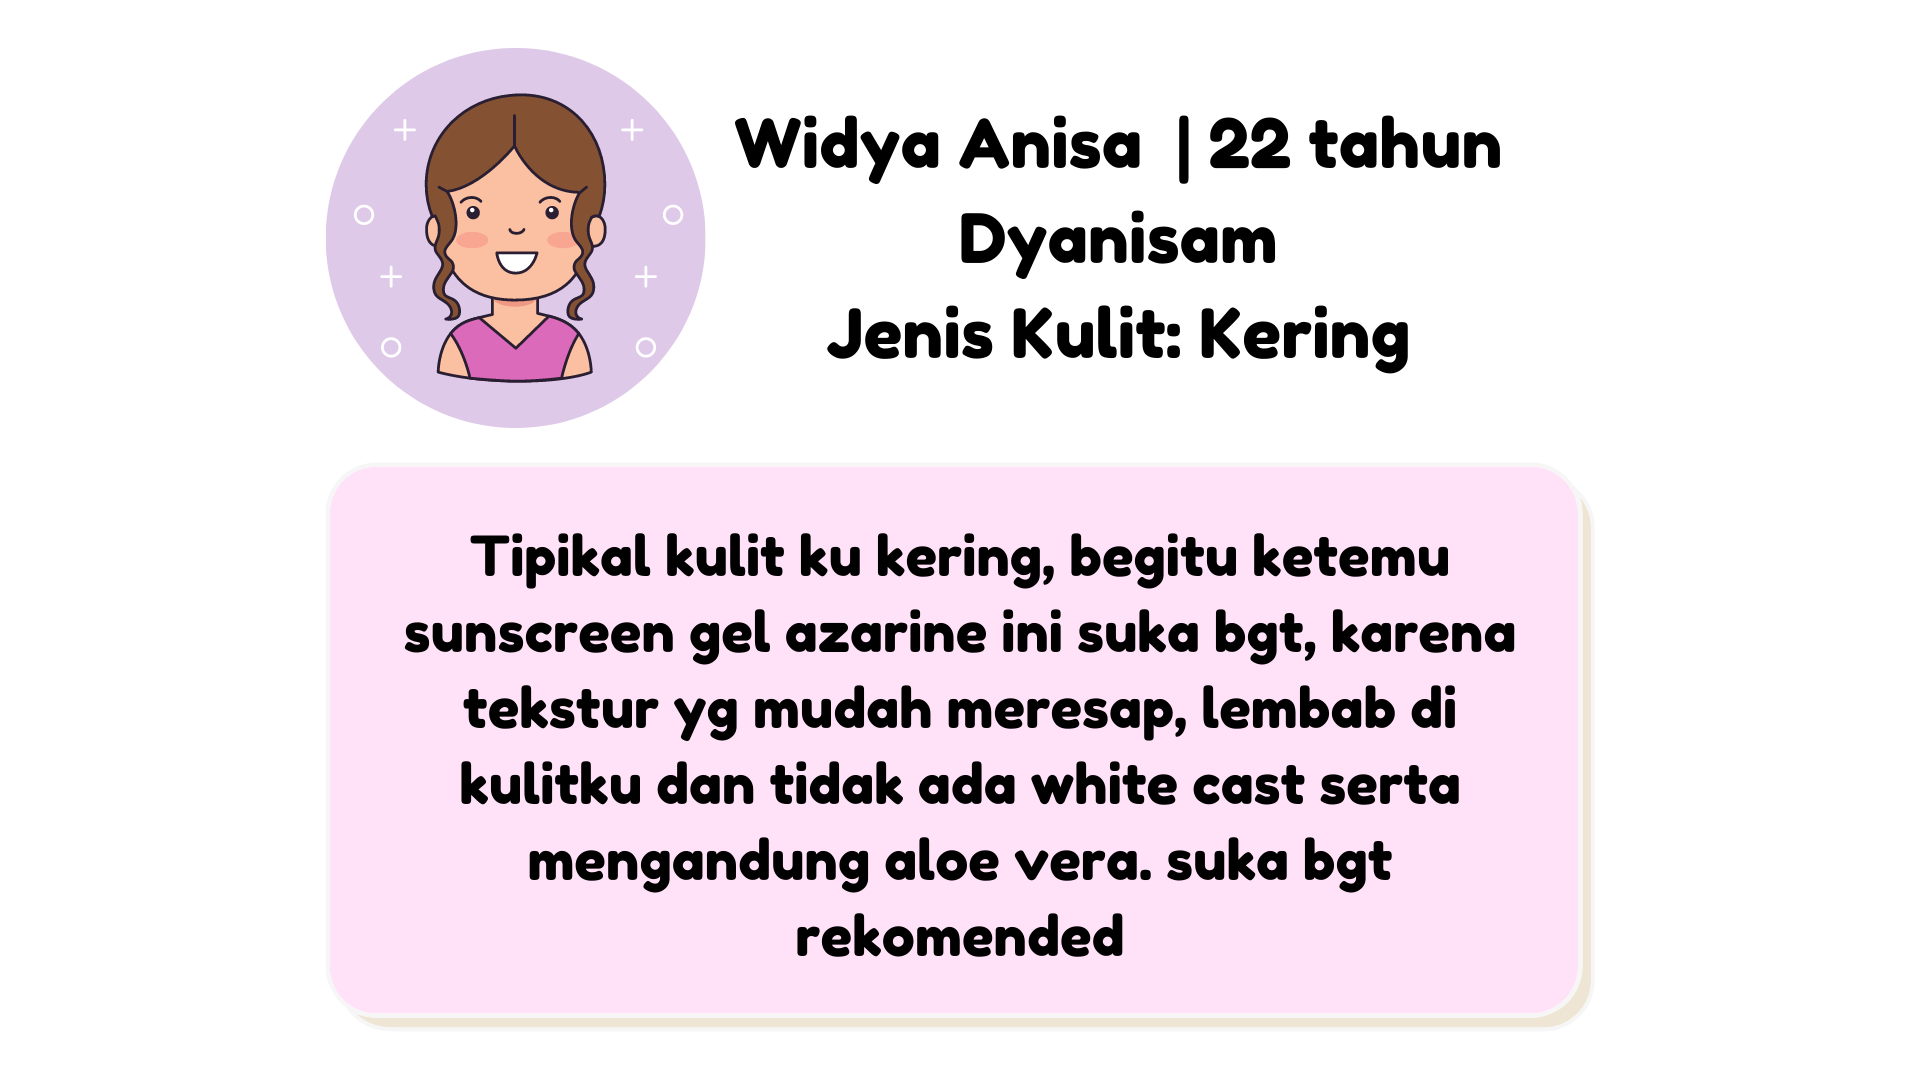 Widya Anisa | 22 tahun
Dyanisam
Jenis Kulit: Kering
Tipikal kulit ku kering, begitu ketemu
sunscreen gel azarine ini suka bgt, karena
tekstur yg mudah meresap, lembab di
kulitku dan tidak ada white cast serta
mengandung aloe vera. suka bgt
rekomended